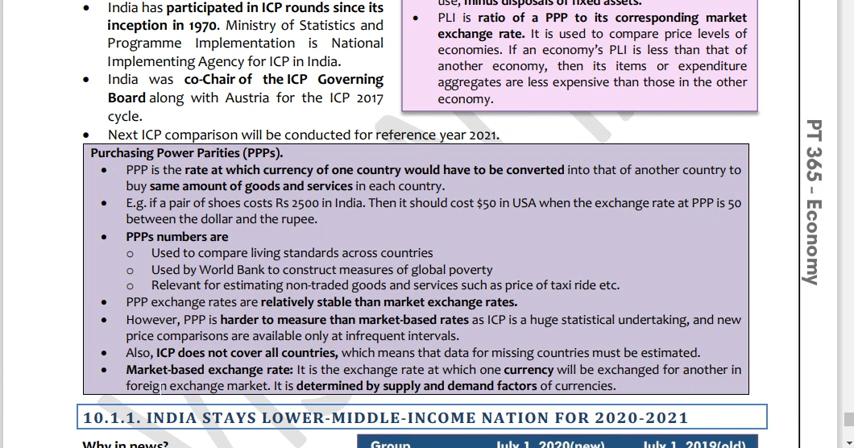 India has participated in ICP rounds since its
inception in 1970. Ministry of Statistics and
Programme Implementation is National
Implementing Agency for ICP in India.
• India was co-Chair of the ICP Governing
Board along with Austria for the ICP 2017
cycle.
• Next ICP comparison will be conducted for reference year 2021.
use, minus disposals of fixed assets.
• PLI is ratio of a PPP to its corresponding market
exchange rate. It is used to compare price levels of
economies. If an economy's PLI is less than that of
another economy, then its items or expenditure
aggregates are less expensive than those in the other
economy.
Purchasing Power Parities (PPPs).
• PPP is the rate at which currency of one country would have to be converted into that of another country to
buy same amount of goods and services in each country.
• E.g. if a pair of shoes costs Rs 2500 in India. Then it should cost $50 in USA when the exchange rate at PPP is 50
between the dollar and the rupee.
• PPPs numbers are
o Used to compare living standards across countries
o Used by World Bank to construct measures of global poverty
o Relevant for estimating non-traded goods and services such as price of taxi ride etc.
• PPP exchange rates are relatively stable than market exchange rates.
• However, PPP is harder to measure than market-based rates as ICP is a huge statistical undertaking, and new
price comparisons are available only at infrequent intervals.
• Also, ICP does not cover all countries, which means that data for missing countries must be estimated.
• Market-based exchange rate: It is the exchange rate at which one currency will be exchanged for another in
foreign exchange market. It is determined by supply and demand factors of currencies.
10.1.1. INDIA STAYS LOWER-MIDDLE-INCOME NATION FOR 2020-2021
Why in news?
Group July 1, 2020(new) July 1, 2019(old)
PT 365 - Economy